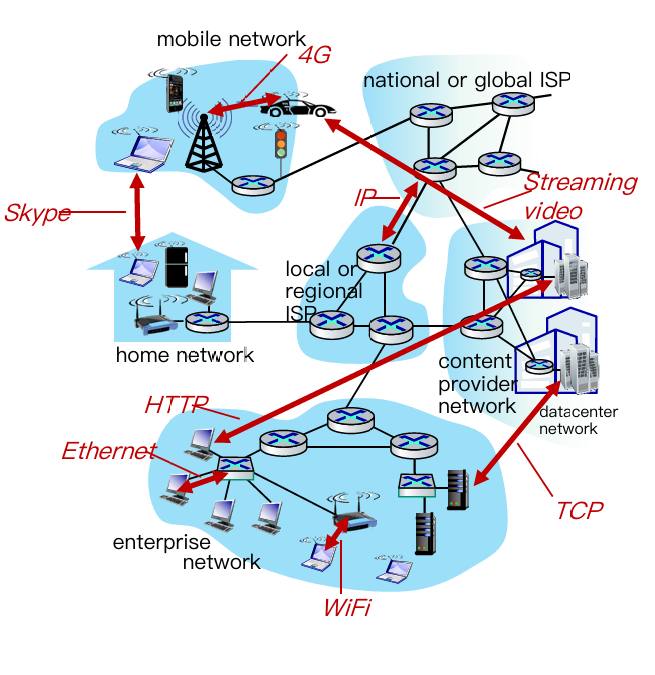 mobile network
4G
national or global ISP
Streaming
video
IP
Skype
local or
regional
ISP
home network
content
provider
network
datacenter
network
HTTP
Ethernet
TCP
enterprise
network
WiFi